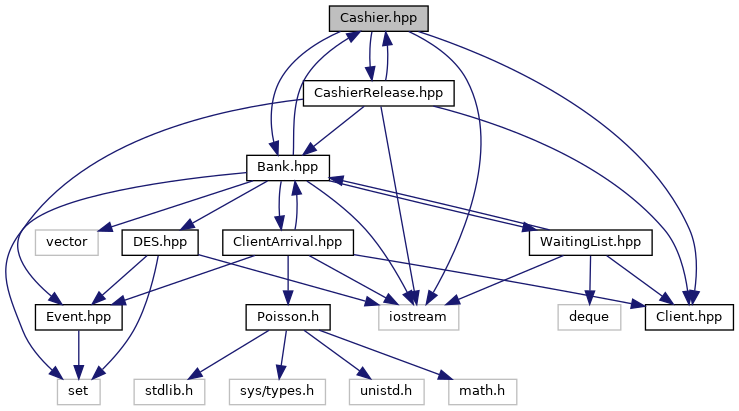 Cashier.hpp
CashierRelease.hpp
Bank.hpp
vector
DES.hpp
ClientArrival.hpp
WaitingList.hpp
Event.hpp
Poisson.h
iostream
deque
Client.hpp
set
stdlib.h
sys/types.h
unistd.h
math.h